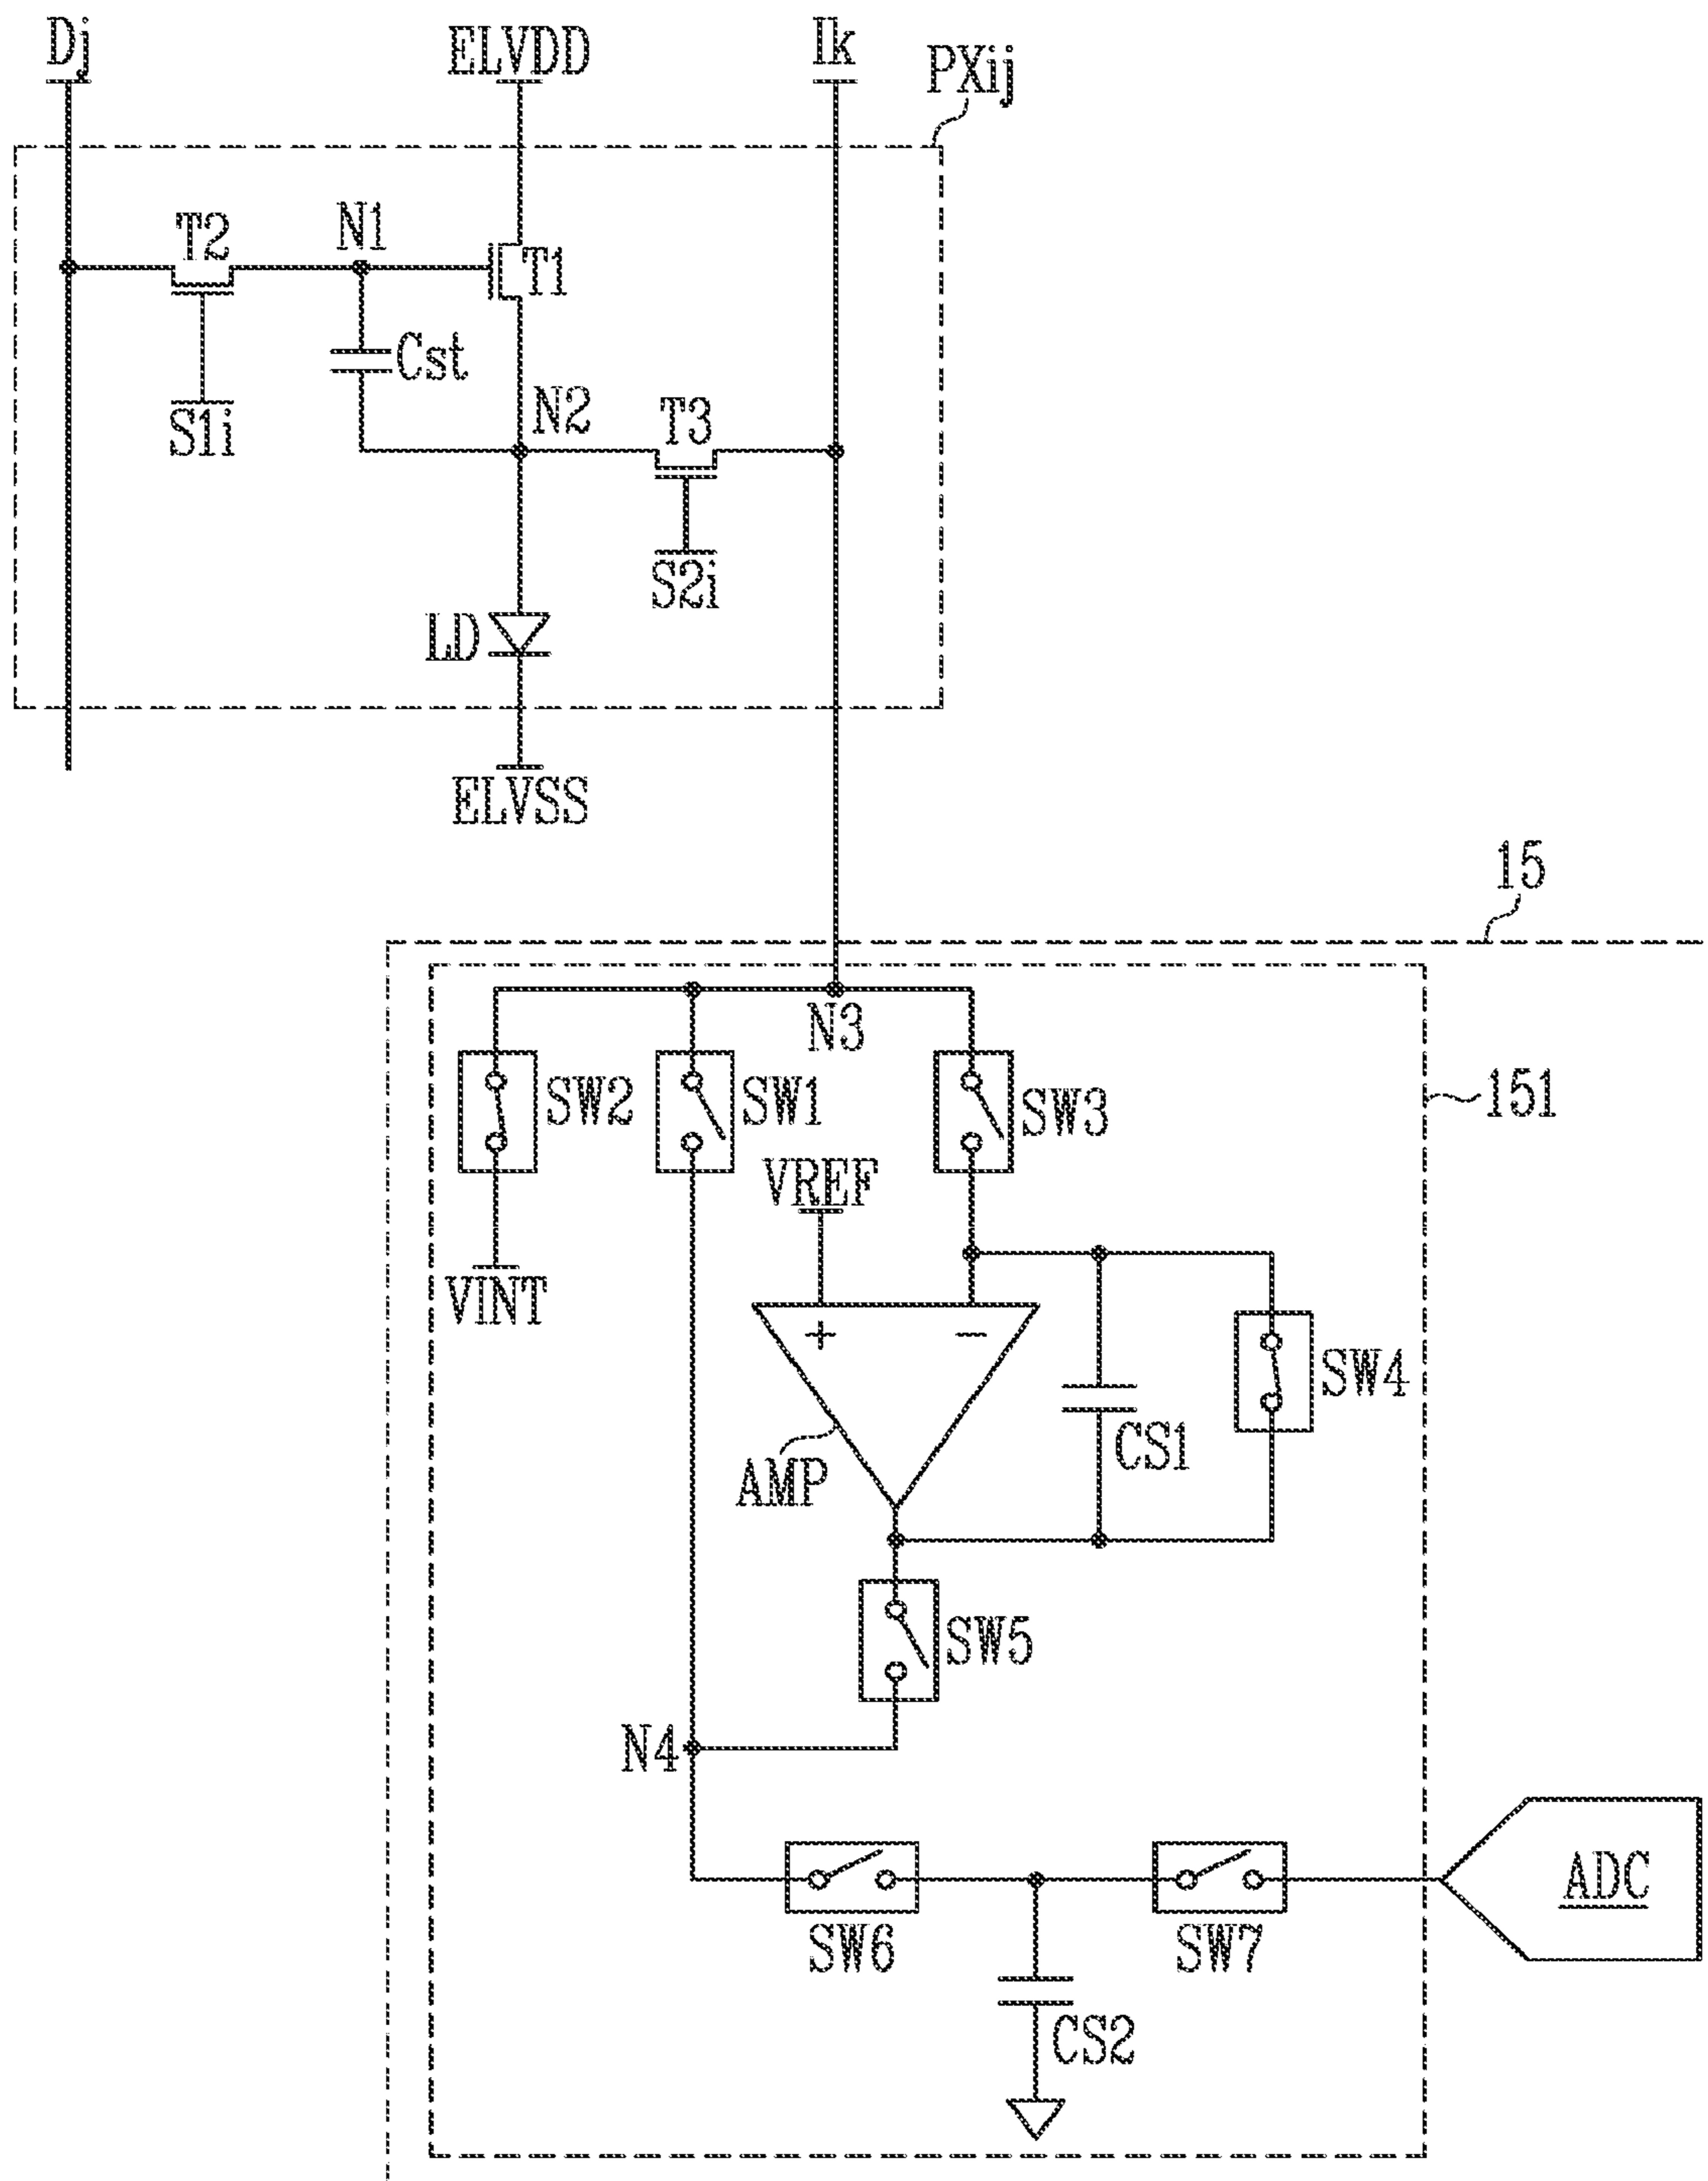 Dj
ELVDD
Ik
PXij
T2
N1
T1
Cst
S1i
N2
T3
S2i
LD
ELVSS
15
N3
SW2
SW1
SW3
151
VREF
VINT
+
−
SW4
CS1
AMP
SW5
N4
ADC
SW6
SW7
CS2